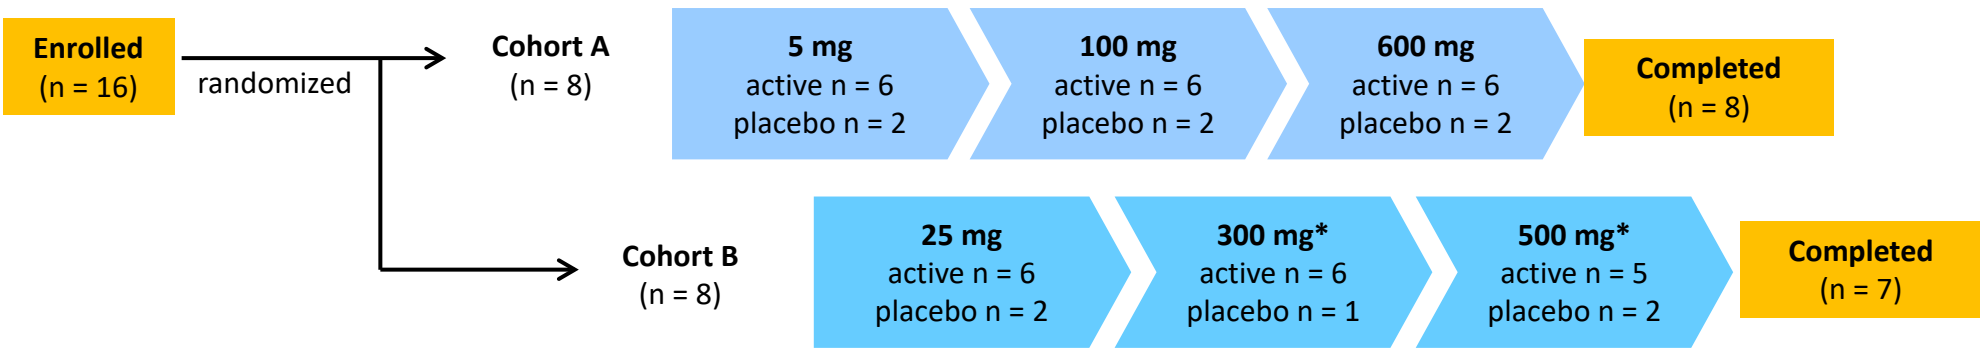 Enrolled
(n = 16)
randomized
Cohort A
(n = 8)
5 mg
active n = 6
placebo n = 2
100 mg
active n = 6
placebo n = 2
600 mg
active n = 6
placebo n = 2
Completed
(n = 8)
Cohort B
(n = 8)
25 mg
active n = 6
placebo n = 2
300 mg*
active n = 6
placebo n = 1
500 mg*
active n = 5
placebo n = 2
Completed
(n = 7)